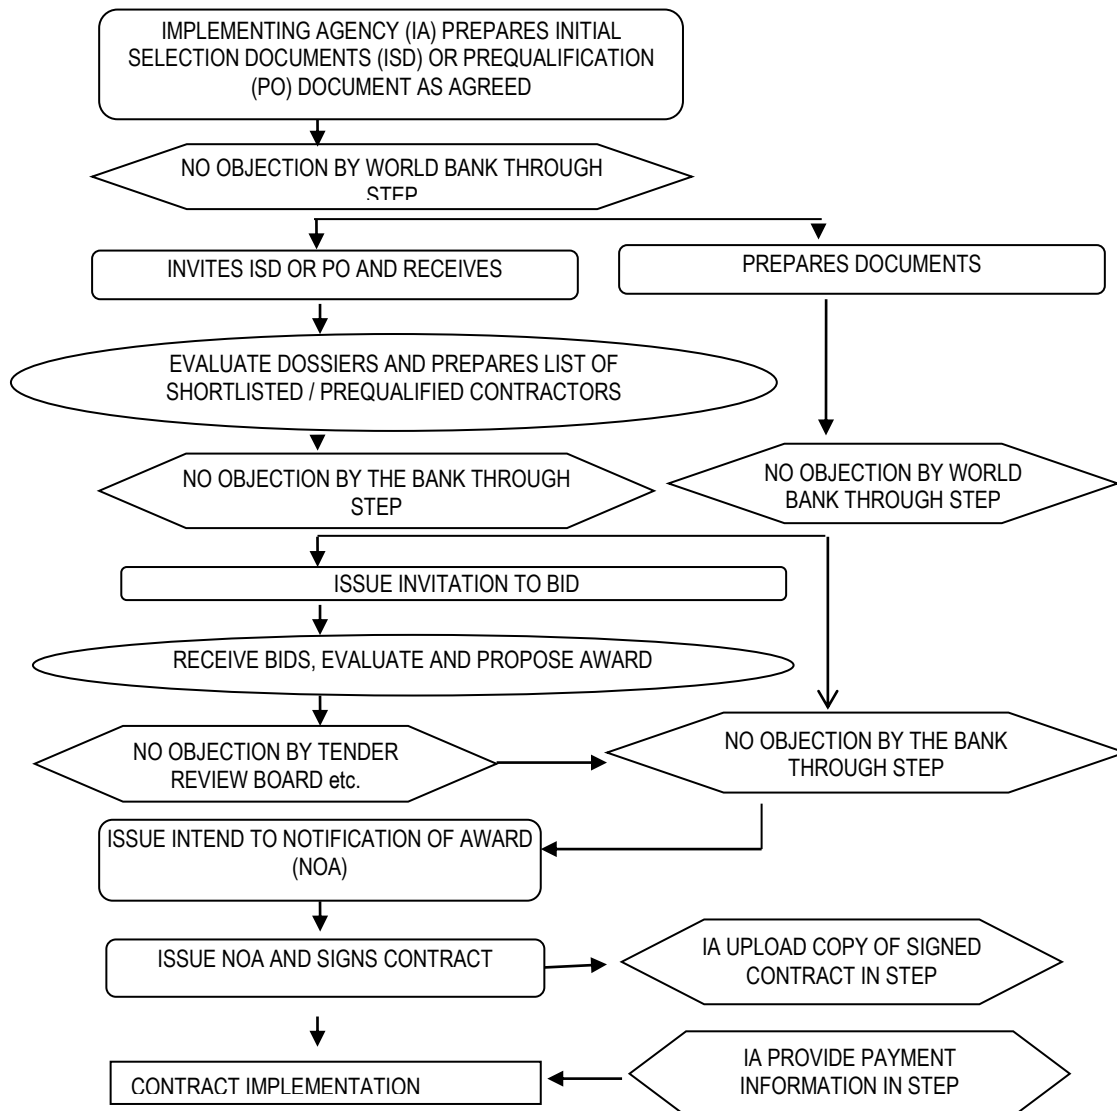 IMPLEMENTING AGENCY (IA) PREPARES INITIAL
SELECTION DOCUMENTS (ISD) OR PREQUALIFICATION
(PO) DOCUMENT AS AGREED
NO OBJECTION BY WORLD BANK THROUGH
STEP
INVITES ISD OR PO AND RECEIVES
PREPARES DOCUMENTS
EVALUATE DOSSIERS AND PREPARES LIST OF
SHORTLISTED / PREQUALIFIED CONTRACTORS
NO OBJECTION BY THE BANK THROUGH
STEP
NO OBJECTION BY WORLD
BANK THROUGH STEP
ISSUE INVITATION TO BID
RECEIVE BIDS, EVALUATE AND PROPOSE AWARD
NO OBJECTION BY TENDER
REVIEW BOARD etc.
NO OBJECTION BY THE BANK
THROUGH STEP
ISSUE INTEND TO NOTIFICATION OF AWARD
(NOA)
ISSUE NOA AND SIGNS CONTRACT
IA UPLOAD COPY OF SIGNED
CONTRACT IN STEP
CONTRACT IMPLEMENTATION
IA PROVIDE PAYMENT
INFORMATION IN STEP